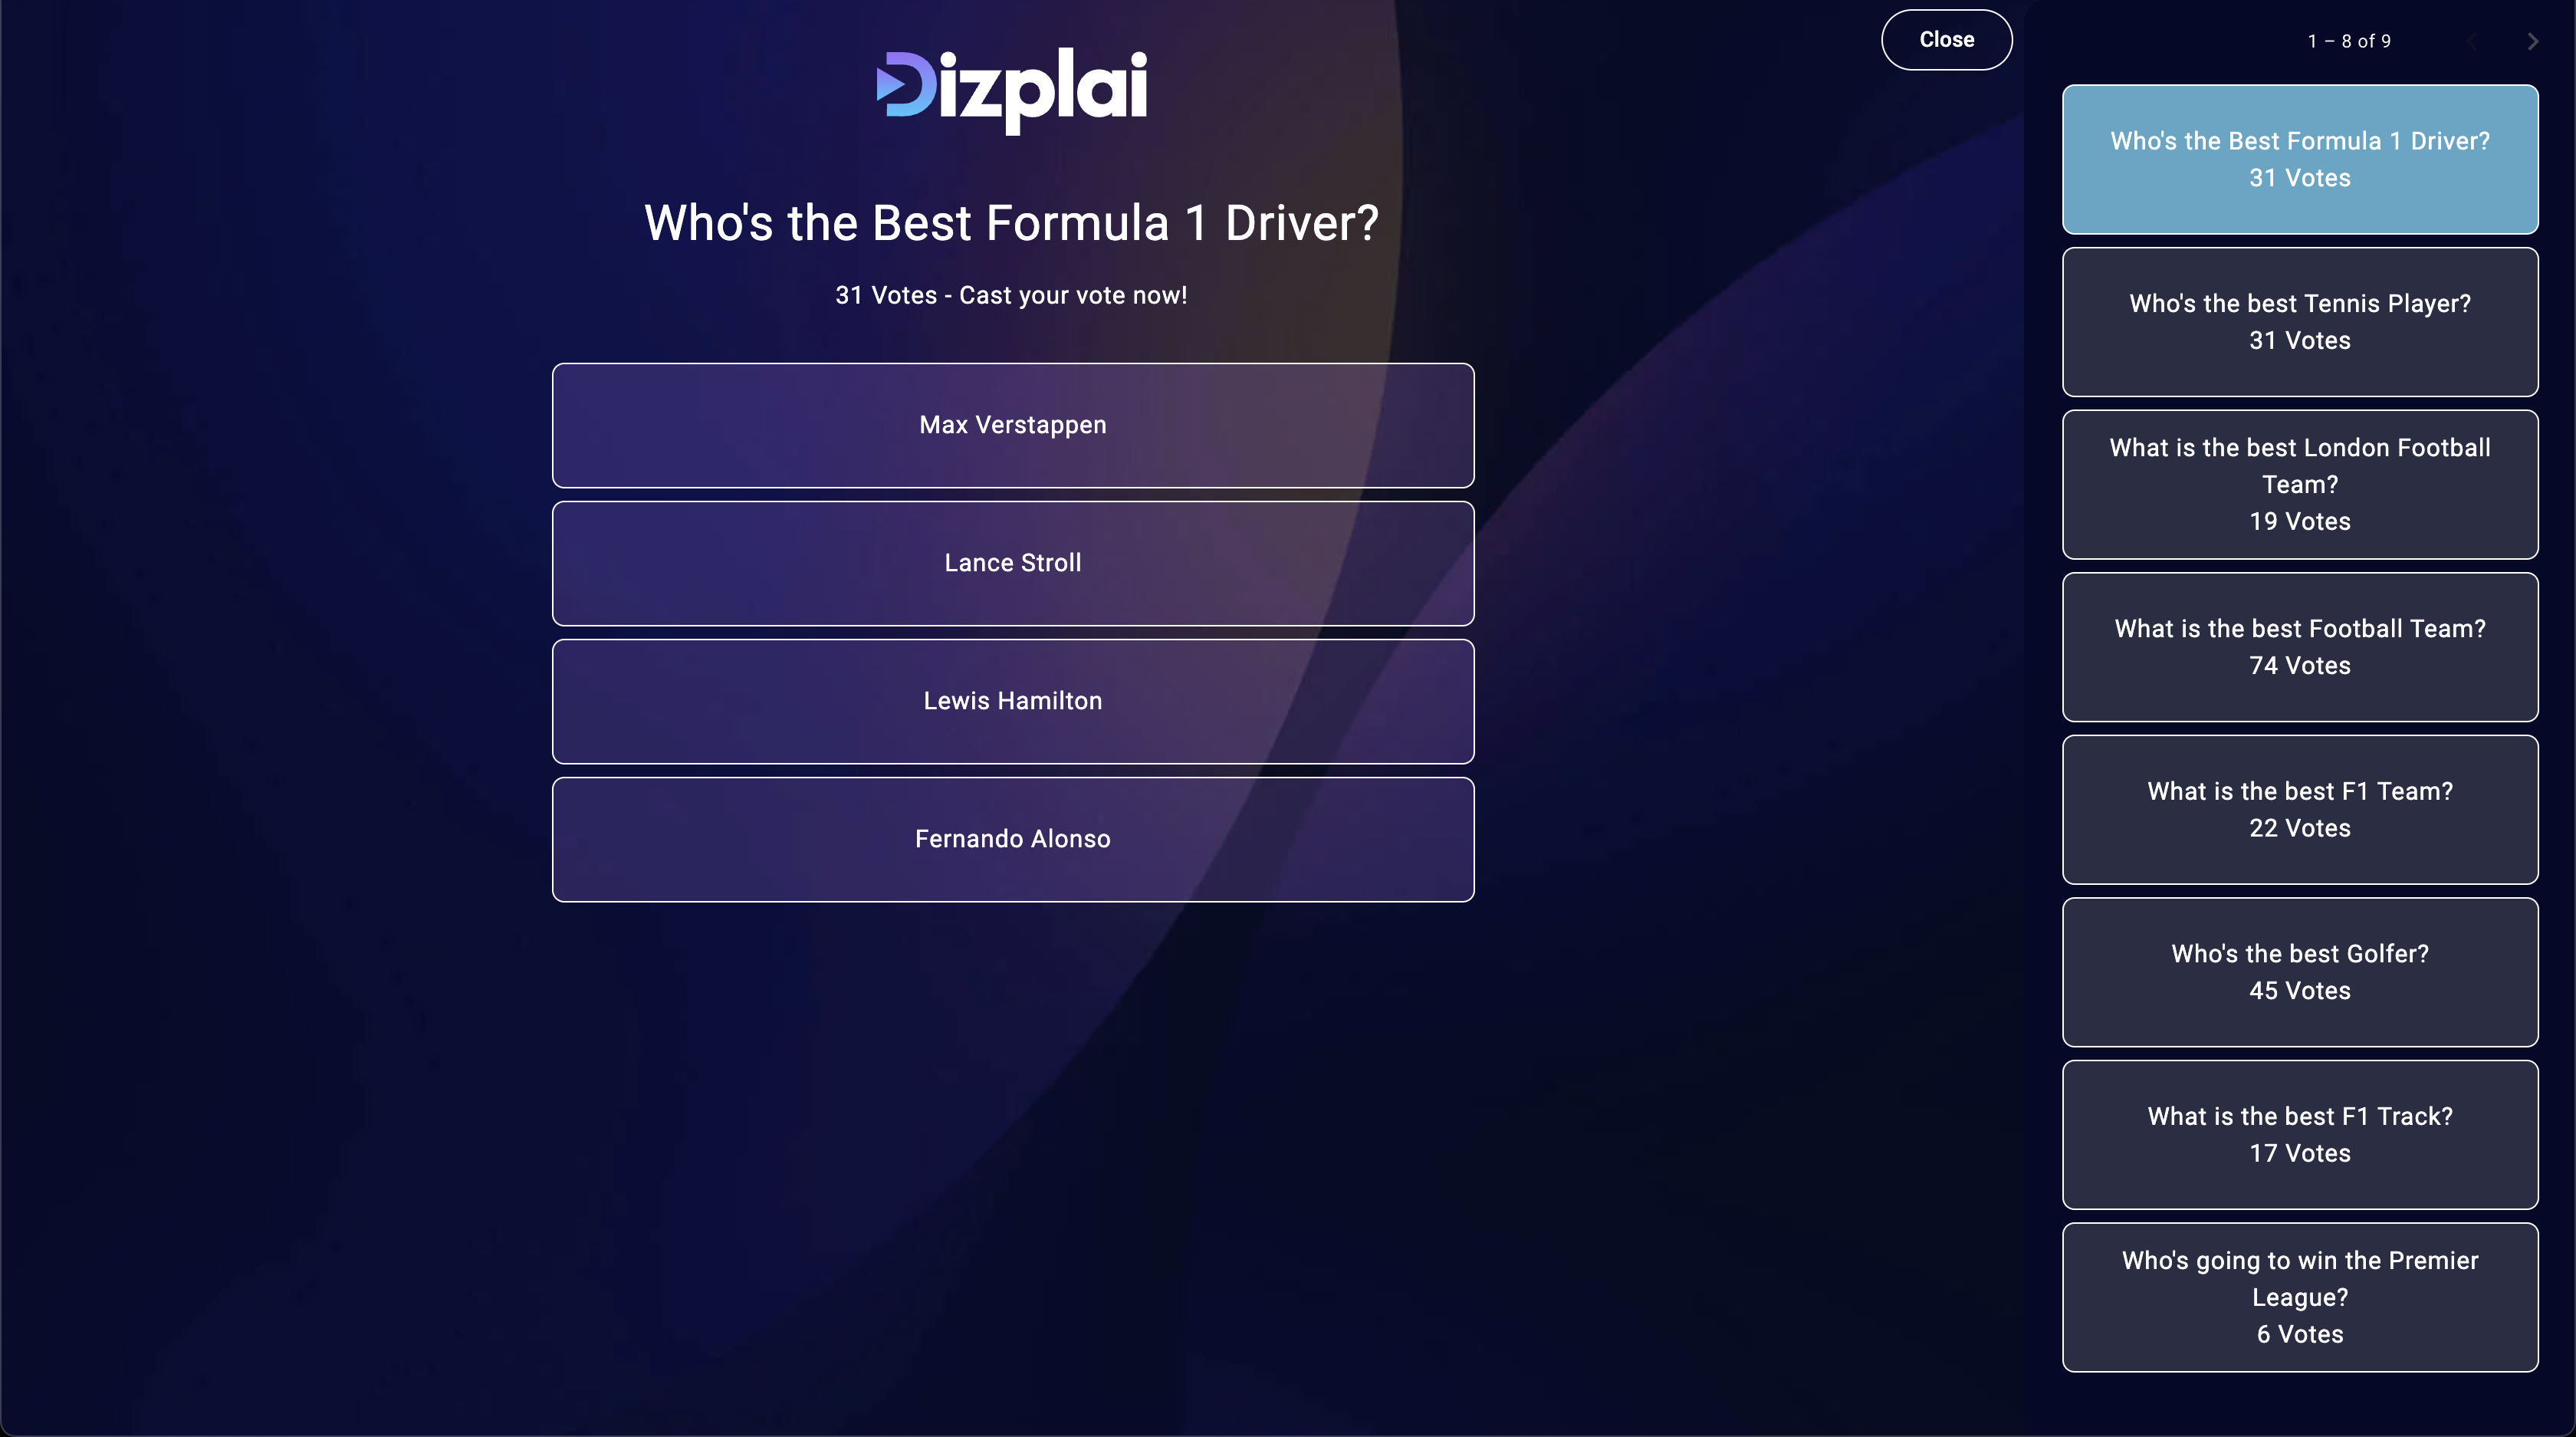 Dizplai
Who's the Best Formula 1 Driver?
31 Votes - Cast your vote now!
Max Verstappen
Lance Stroll
Lewis Hamilton
Fernando Alonso
Close
1 – 8 of 9
Who's the Best Formula 1 Driver?
31 Votes
Who's the best Tennis Player?
31 Votes
What is the best London Football
Team?
19 Votes
What is the best Football Team?
74 Votes
What is the best F1 Team?
22 Votes
Who's the best Golfer?
45 Votes
What is the best F1 Track?
17 Votes
Who's going to win the Premier
League?
6 Votes